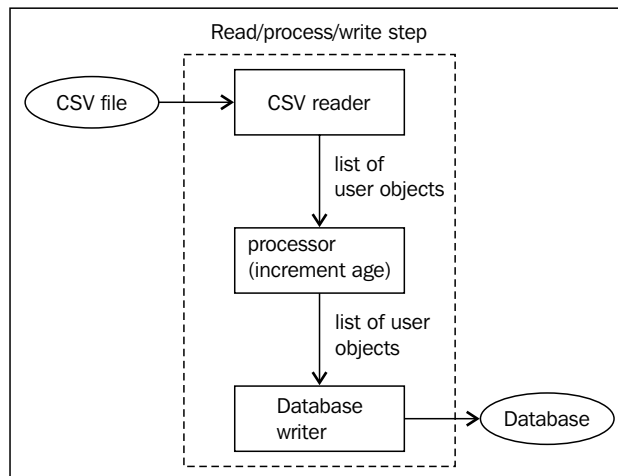 Read/process/write step
CSV file
CSV reader
list of
user objects
processor
(increment age)
list of user
objects
Database
writer
Database